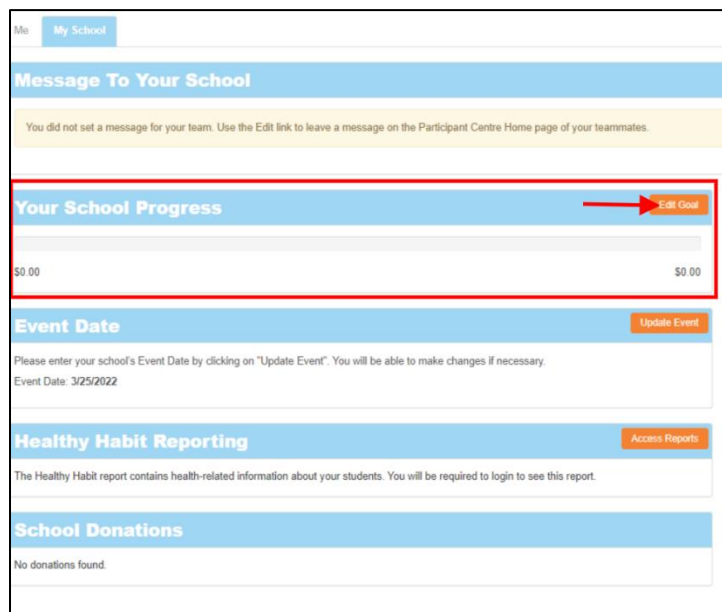 Me My School
Message To Your School
You did not set a message for your team. Use the Edit link to leave a message on the Participant Centre Home page of your teammates.
Your School Progress Edit Goal
$0.00 $0.00
Event Date Update Event
Please enter your school's Event Date by clicking on "Update Event". You will be able to make changes if necessary.
Event Date: 3/25/2022
Healthy Habit Reporting Access Reports
The Healthy Habit report contains health-related information about your students. You will be required to login to see this report.
School Donations
No donations found.